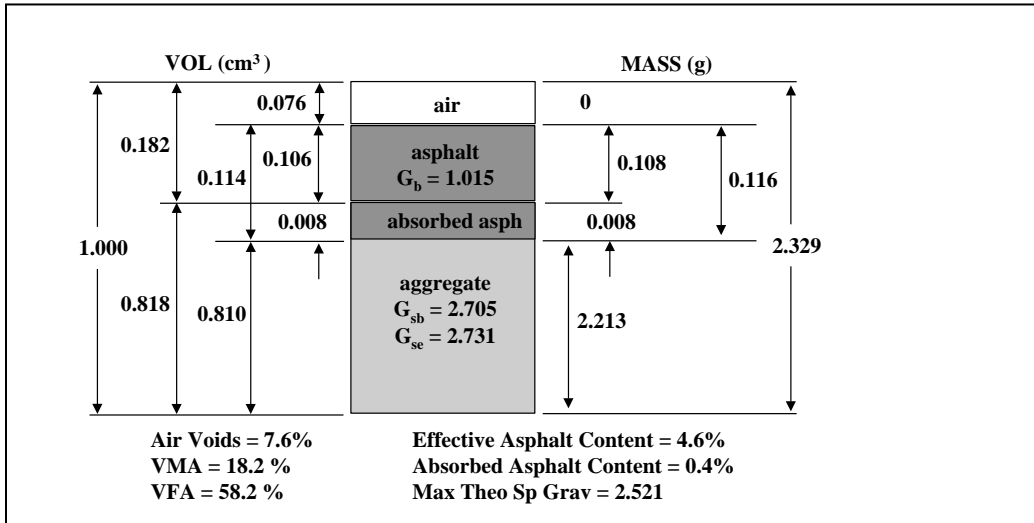 VOL (cm³ )
MASS (g)
0.076
air
0
0.182
0.106
asphalt
G_b = 1.015
0.108
0.114
0.116
0.008
absorbed asph
0.008
1.000
2.329
0.818
0.810
aggregate
G_sb = 2.705
G_se = 2.731
2.213
Air Voids = 7.6%
VMA = 18.2 %
VFA = 58.2 %
Effective Asphalt Content = 4.6%
Absorbed Asphalt Content = 0.4%
Max Theo Sp Grav = 2.521